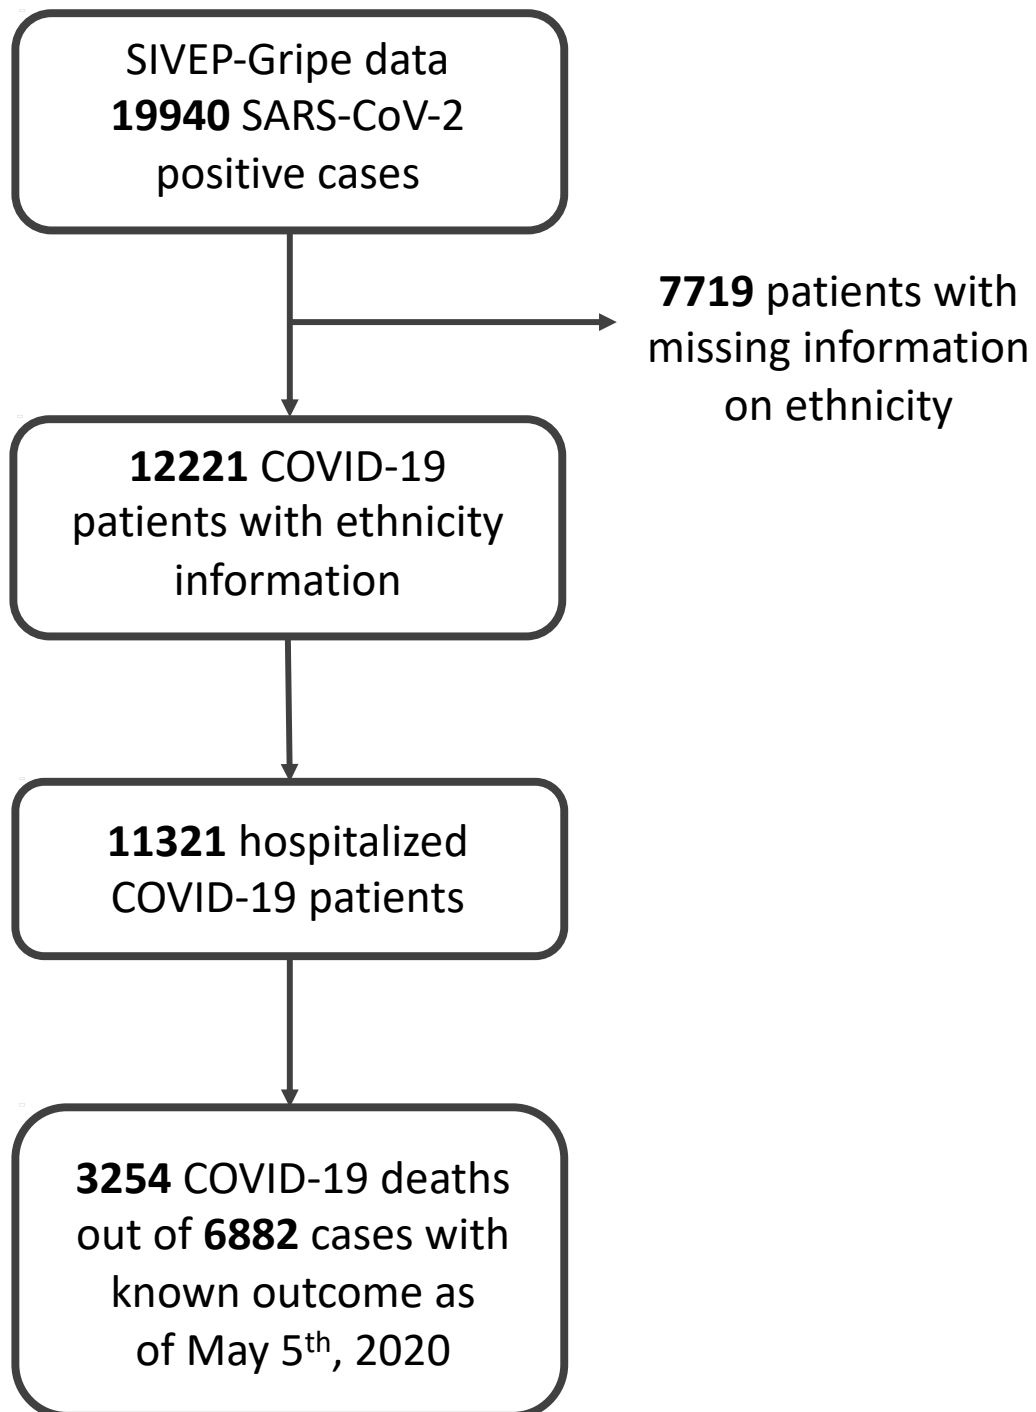 SIVEP-Gripe data
19940 SARS-CoV-2
positive cases
7719 patients with
missing information
on ethnicity
12221 COVID-19
patients with ethnicity
information
11321 hospitalized
COVID-19 patients
3254 COVID-19 deaths
out of 6882 cases with
known outcome as
of May 5th, 2020